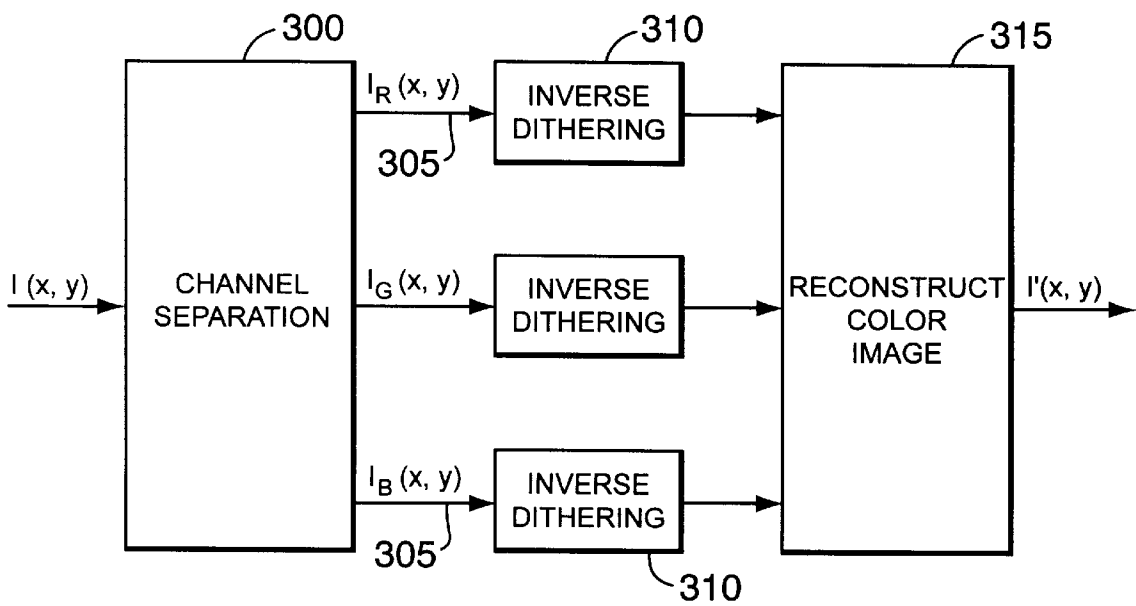 300
310
315
I_R (x, y)
INVERSE
DITHERING
305
I (x, y)
CHANNEL
SEPARATION
I_G (x, y)
INVERSE
DITHERING
RECONSTRUCT
COLOR
IMAGE
I'(x, y)
I_B (x, y)
INVERSE
DITHERING
305
310